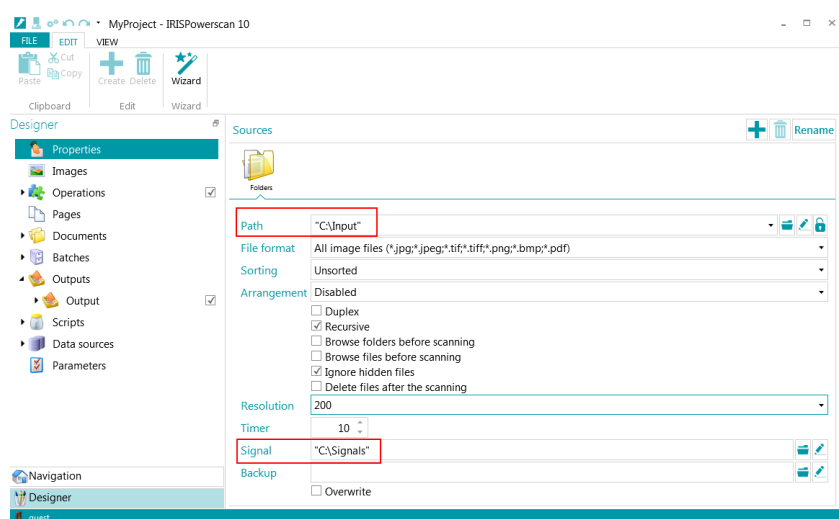 MyProject - IRISPowerscan 10
FILE EDIT VIEW
Paste Cut Copy Create Delete Wizard
Clipboard Edit Wizard
Designer
Properties
Images
Operations
Pages
Documents
Batches
Outputs
Output
Scripts
Data sources
Parameters
Navigation
Designer
guest
Sources Rename
Folders
Path "C:\Input"
File format All image files (*.jpg;*.jpeg;*.tif;*.tiff;*.png;*.bmp;*.pdf)
Sorting Unsorted
Arrangement Disabled
Duplex
Recursive
Browse folders before scanning
Browse files before scanning
Ignore hidden files
Delete files after the scanning
Resolution 200
Timer 10
Signal "C:\Signals"
Backup
Overwrite